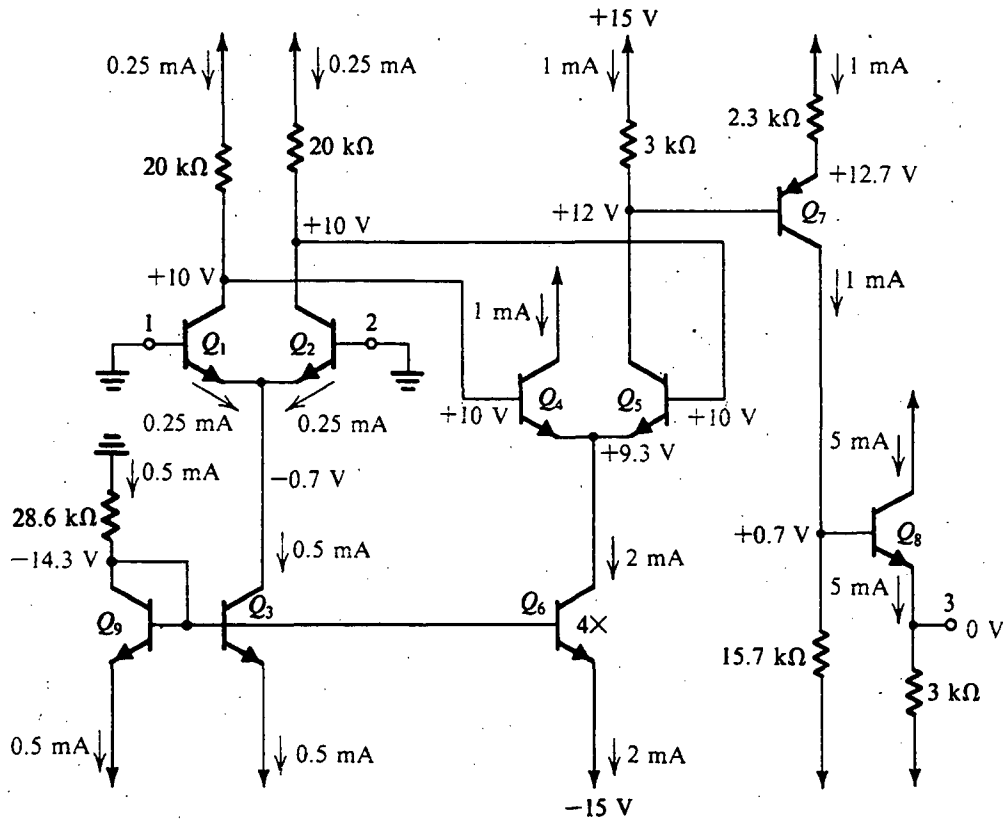 +15 V
0.25 mA
0.25 mA
1 mA
1 mA
2.3 kΩ
20 kΩ
20 kΩ
3 kΩ
+12.7 V
+12 V
Q7
+10 V
+10 V
1 mA
1 mA
1
2
Q1
Q2
Q4
Q5
+10 V
+10 V
0.25 mA
0.25 mA
+9.3 V
5 mA
0.5 mA
−0.7 V
28.6 kΩ
+0.7 V
Q8
−14.3 V
0.5 mA
2 mA
5 mA
3
0 V
Q9
Q3
Q6
4×
15.7 kΩ
3 kΩ
0.5 mA
0.5 mA
2 mA
−15 V